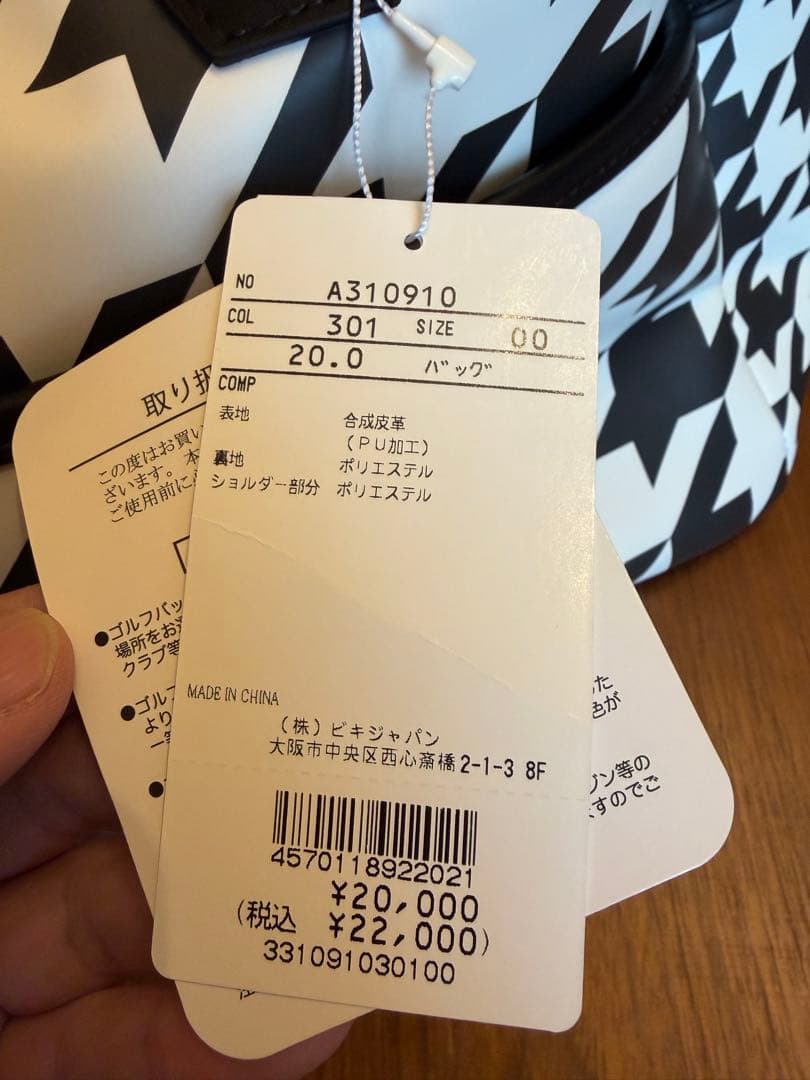 NO A310910
COL 301 SIZE 00
20.0 バッグ
COMP
表地 合成皮革
(PU加工)
裏地 ポリエステル
ショルダー部分 ポリエステル
MADE IN CHINA
(株)ビキジャパン
大阪市中央区西心斎橋2-1-3 8F
4570118922021
¥20,000
(税込 ¥22,000)
331091030100
取り扱
この度はお買い
ざいます。本
ご使用前に
●ゴルフバッ
場所をお
クラブ等
●ゴルフ
より
した
色が
ジン等の
ますのでご